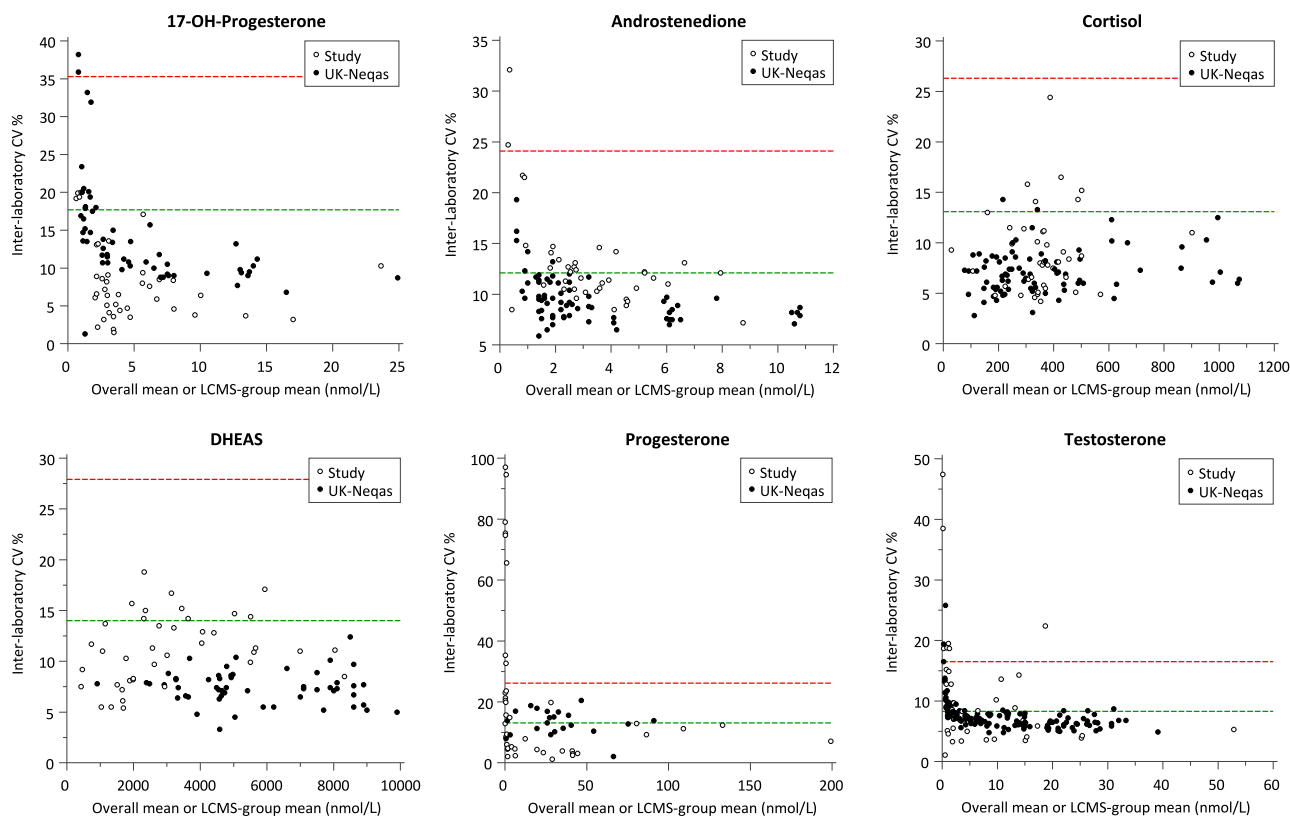 17-OH-Progesterone
Inter-laboratory CV %
40
35
30
25
20
15
10
5
0
Study
UK-Neqas
0 5 10 15 20 25
Overall mean or LCMS-group mean (nmol/L)
Androstenedione
Inter-Laboratory CV %
35
30
25
20
15
10
5
Study
UK-Neqas
0 2 4 6 8 10 12
Overall mean or LCMS-group mean (nmol/L)
Cortisol
Inter-laboratory CV %
30
25
20
15
10
5
0
Study
UK-Neqas
0 200 400 600 800 1000 1200
Overall mean or LCMS-group mean (nmol/L)
DHEAS
Inter-laboratory CV %
30
25
20
15
10
5
0
Study
UK-Neqas
0 2000 4000 6000 8000 10000
Overall mean or LCMS-group mean (nmol/L)
Progesterone
Inter-laboratory CV %
100
80
60
40
20
0
Study
UK-Neqas
0 50 100 150 200
Overall mean or LCMS-group mean (nmol/L)
Testosterone
Inter-laboratory CV %
50
40
30
20
10
0
Study
UK-Neqas
0 10 20 30 40 50 60
Overall mean or LCMS-group mean (nmol/L)